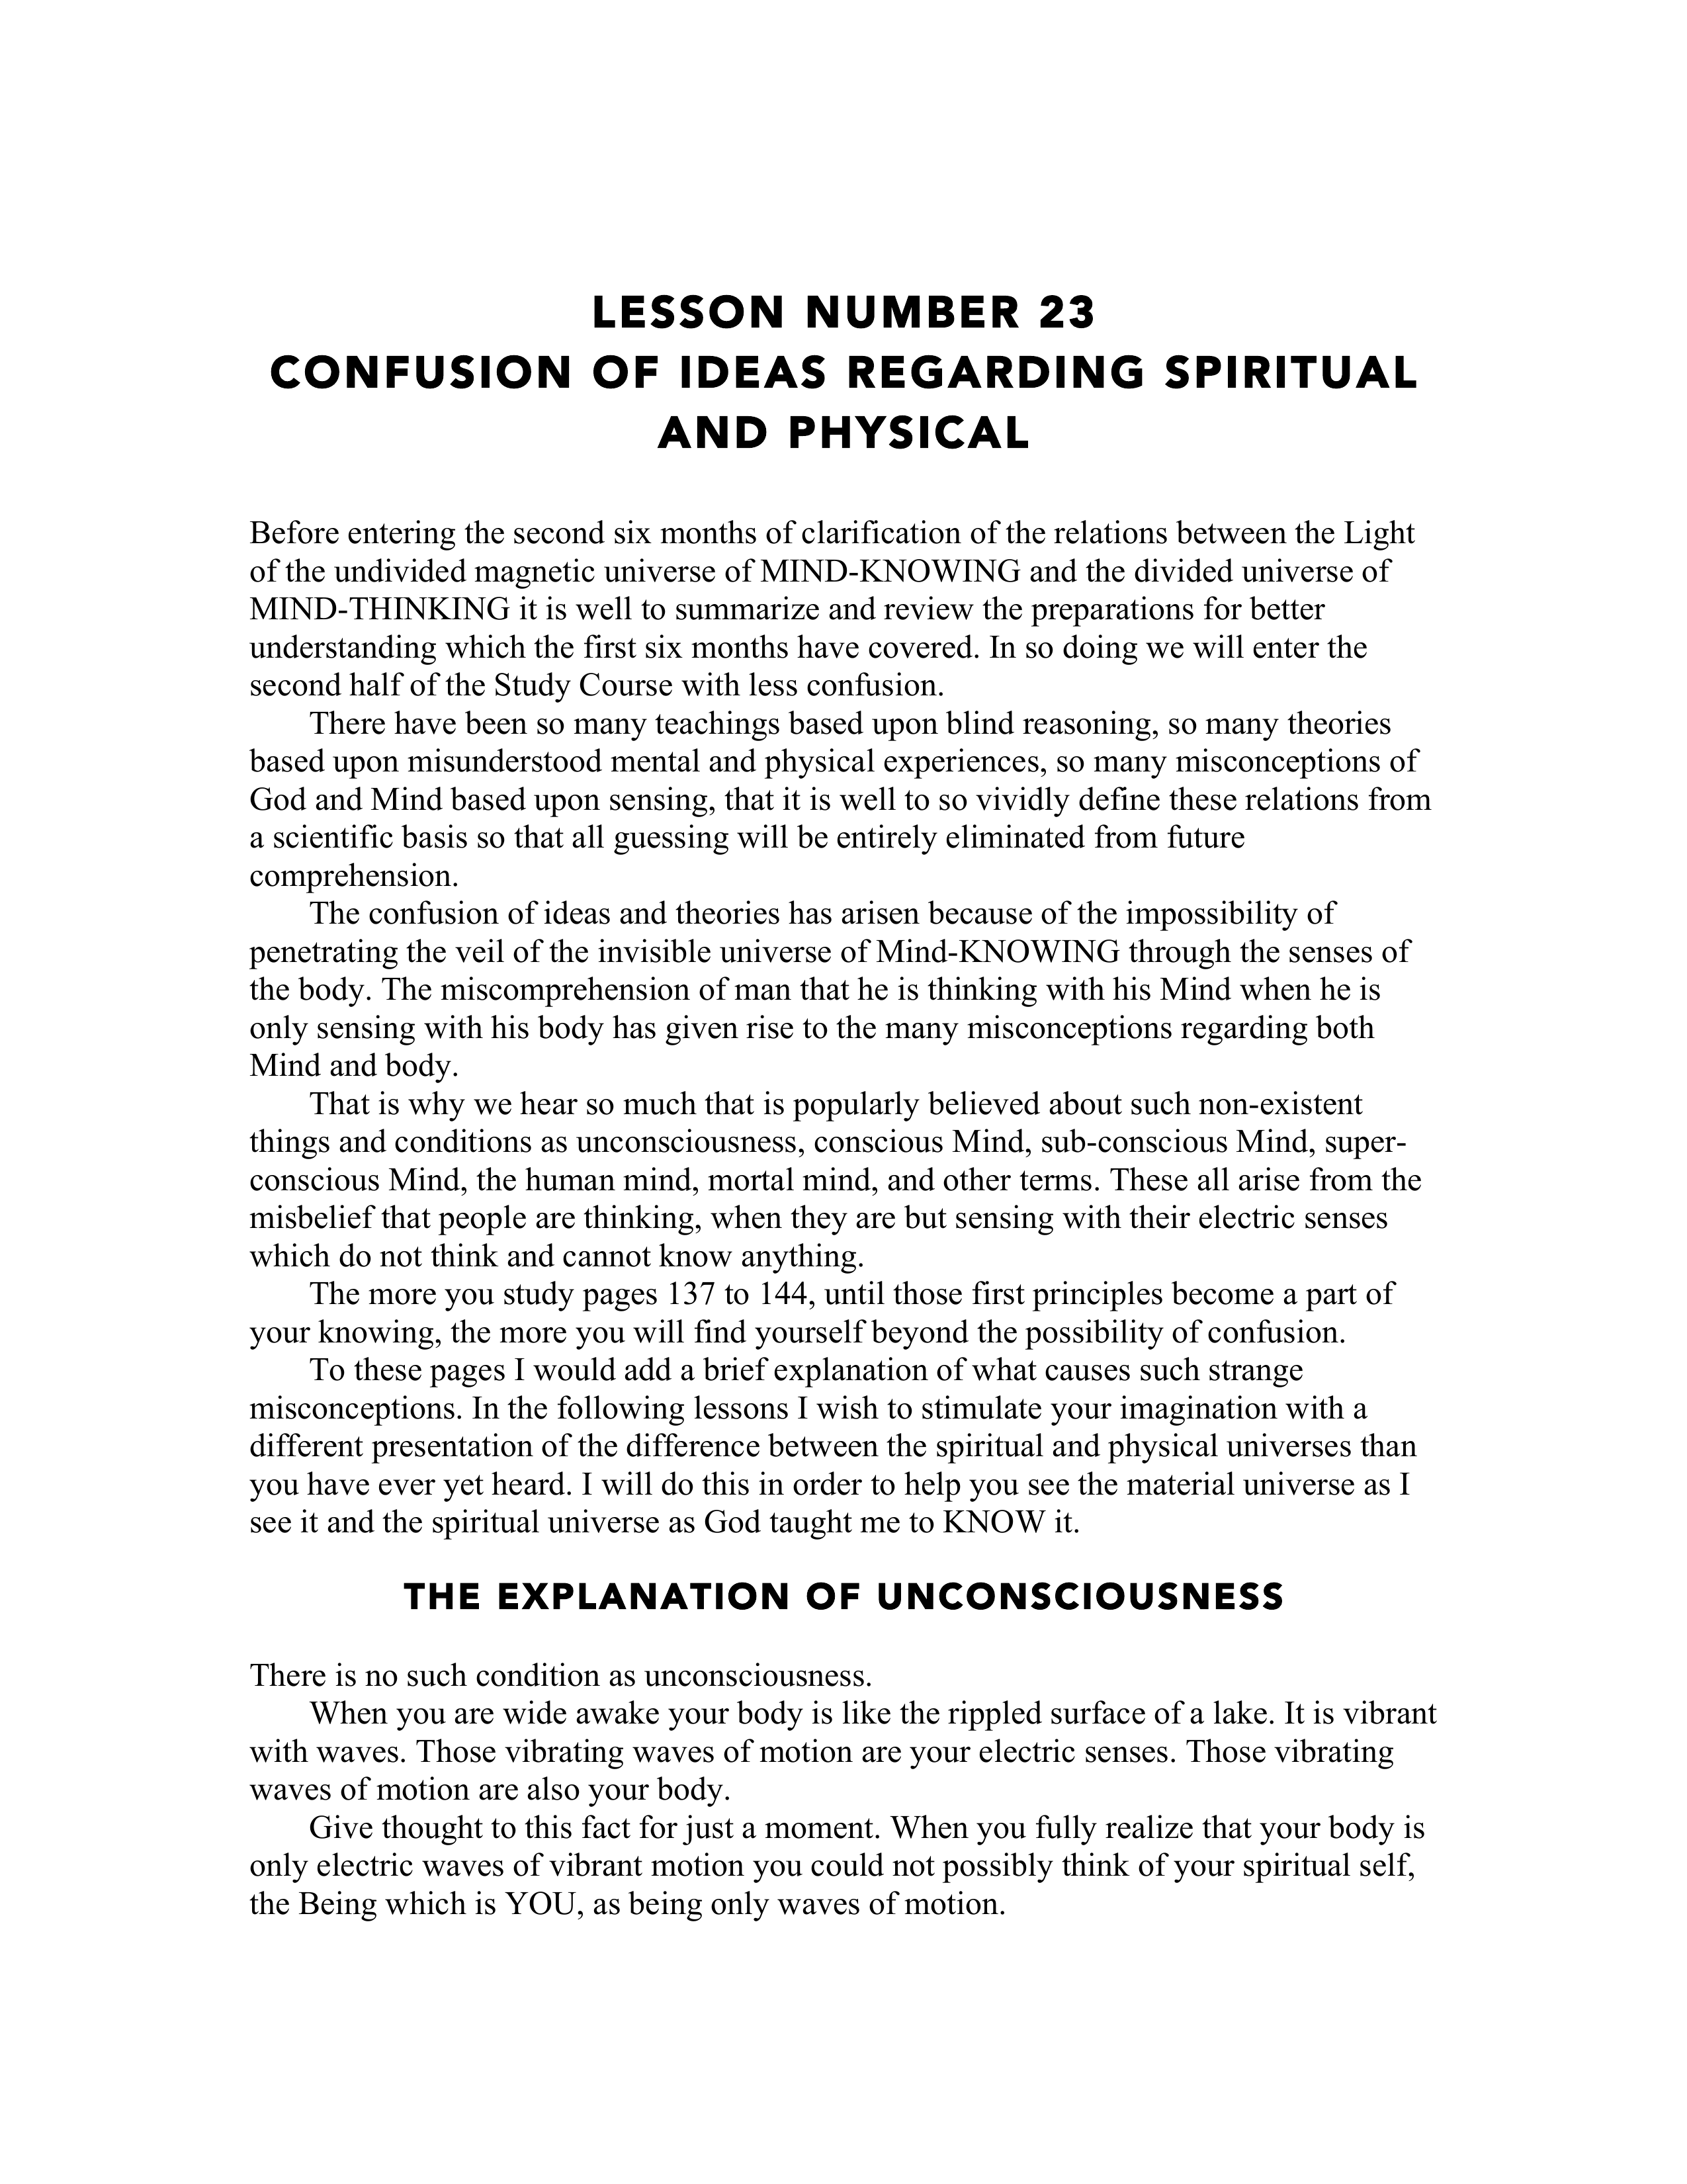 LESSON NUMBER 23
CONFUSION OF IDEAS REGARDING SPIRITUAL
AND PHYSICAL
Before entering the second six months of clarification of the relations between the Light
of the undivided magnetic universe of MIND-KNOWING and the divided universe of
MIND-THINKING it is well to summarize and review the preparations for better
understanding which the first six months have covered. In so doing we will enter the
second half of the Study Course with less confusion.
There have been so many teachings based upon blind reasoning, so many theories
based upon misunderstood mental and physical experiences, so many misconceptions of
God and Mind based upon sensing, that it is well to so vividly define these relations from
a scientific basis so that all guessing will be entirely eliminated from future
comprehension.
The confusion of ideas and theories has arisen because of the impossibility of
penetrating the veil of the invisible universe of Mind-KNOWING through the senses of
the body. The miscomprehension of man that he is thinking with his Mind when he is
only sensing with his body has given rise to the many misconceptions regarding both
Mind and body.
That is why we hear so much that is popularly believed about such non-existent
things and conditions as unconsciousness, conscious Mind, sub-conscious Mind, super-
conscious Mind, the human mind, mortal mind, and other terms. These all arise from the
misbelief that people are thinking, when they are but sensing with their electric senses
which do not think and cannot know anything.
The more you study pages 137 to 144, until those first principles become a part of
your knowing, the more you will find yourself beyond the possibility of confusion.
To these pages I would add a brief explanation of what causes such strange
misconceptions. In the following lessons I wish to stimulate your imagination with a
different presentation of the difference between the spiritual and physical universes than
you have ever yet heard. I will do this in order to help you see the material universe as I
see it and the spiritual universe as God taught me to KNOW it.
THE EXPLANATION OF UNCONSCIOUSNESS
There is no such condition as unconsciousness.
When you are wide awake your body is like the rippled surface of a lake. It is vibrant
with waves. Those vibrating waves of motion are your electric senses. Those vibrating
waves of motion are also your body.
Give thought to this fact for just a moment. When you fully realize that your body is
only electric waves of vibrant motion you could not possibly think of your spiritual self,
the Being which is YOU, as being only waves of motion.